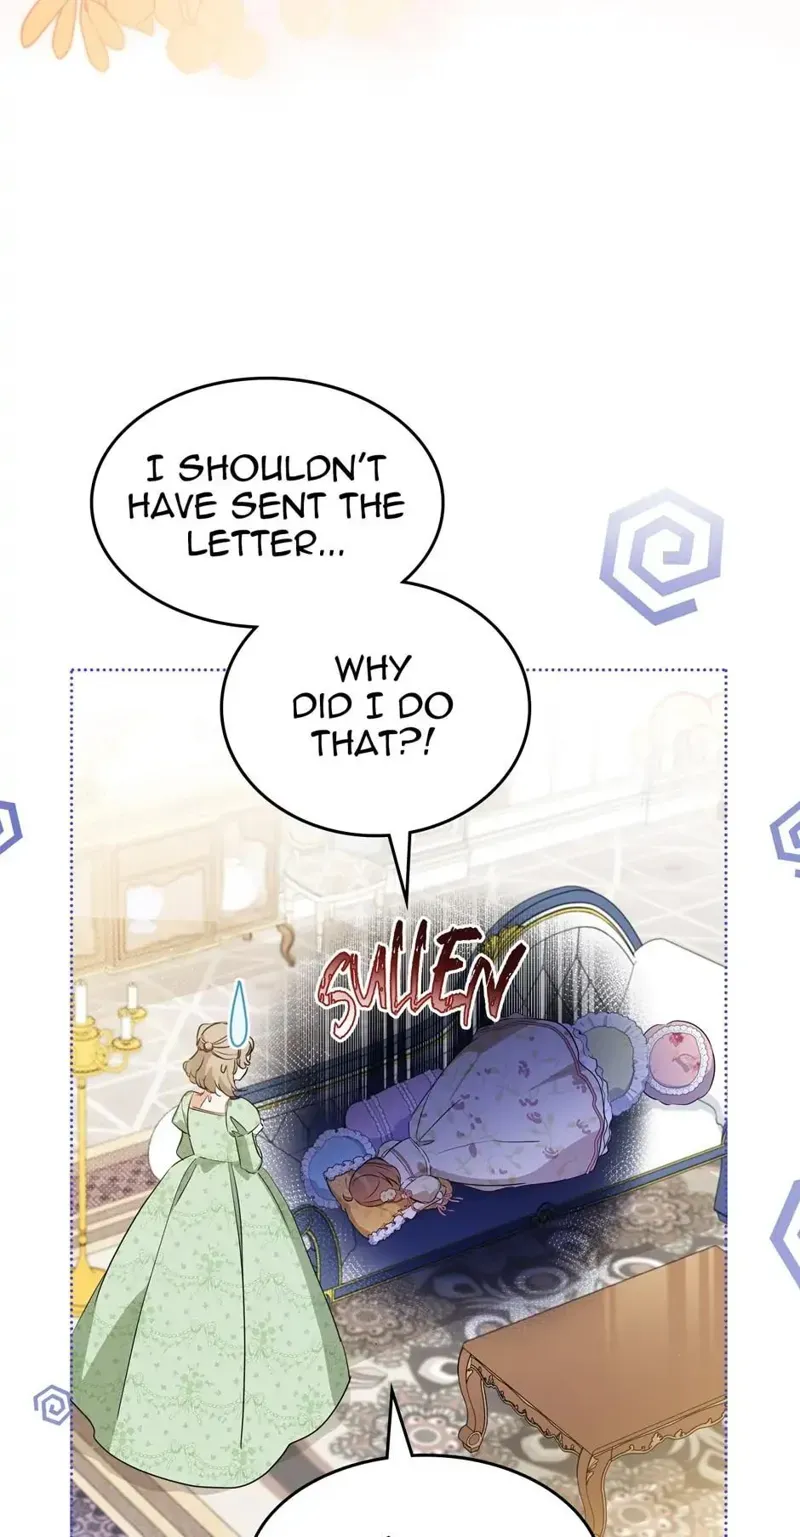 I SHOULDN'T
HAVE SENT THE
LETTER...
WHY
DID I DO
THAT?!
SULLEN